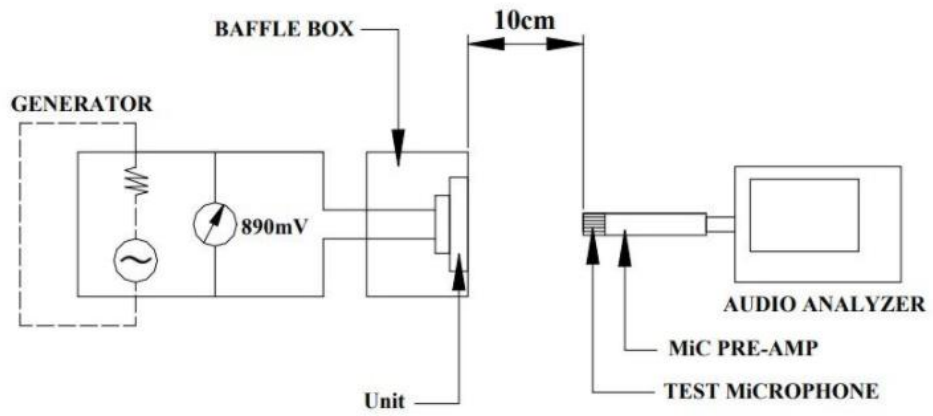 10cm
BAFFLE BOX
GENERATOR
890mV
AUDIO ANALYZER
MiC PRE-AMP
TEST MiCROPHONE
Unit